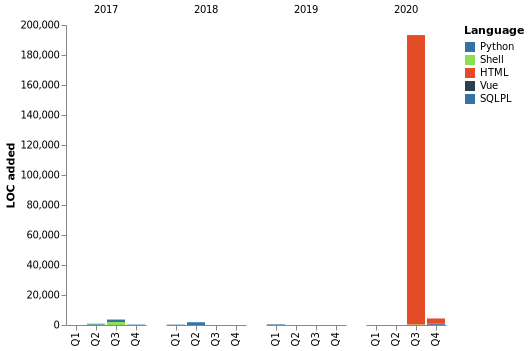 2017 2018 2019 2020
Language
Python
Shell
HTML
Vue
SQLPL
LOC added
200,000
180,000
160,000
140,000
120,000
100,000
80,000
60,000
40,000
20,000
0
Q1 Q2 Q3 Q4 Q1 Q2 Q3 Q4 Q1 Q2 Q3 Q4 Q1 Q2 Q3 Q4